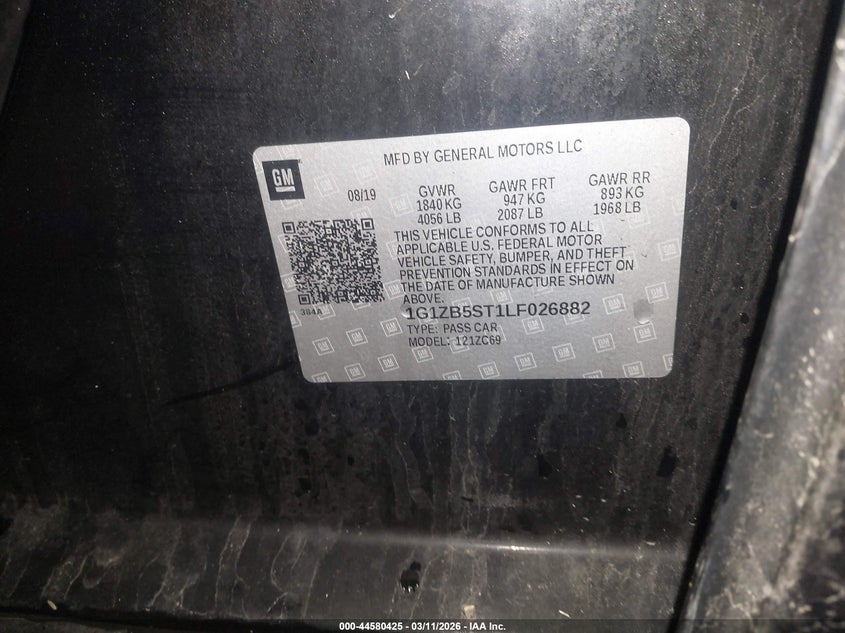 MFD BY GENERAL MOTORS LLC
GM
08/19
GVWR
1840 KG
4056 LB
GAWR FRT
947 KG
2087 LB
GAWR RR
893 KG
1968 LB
THIS VEHICLE CONFORMS TO ALL
APPLICABLE U.S. FEDERAL MOTOR
VEHICLE SAFETY, BUMPER, AND THEFT
PREVENTION STANDARDS IN EFFECT ON
THE DATE OF MANUFACTURE SHOWN
ABOVE.
384A
1G1ZB5ST1LF026882
TYPE: PASS CAR
MODEL: 121ZC69
000-44580425 - 03/11/2026 - IAA Inc.